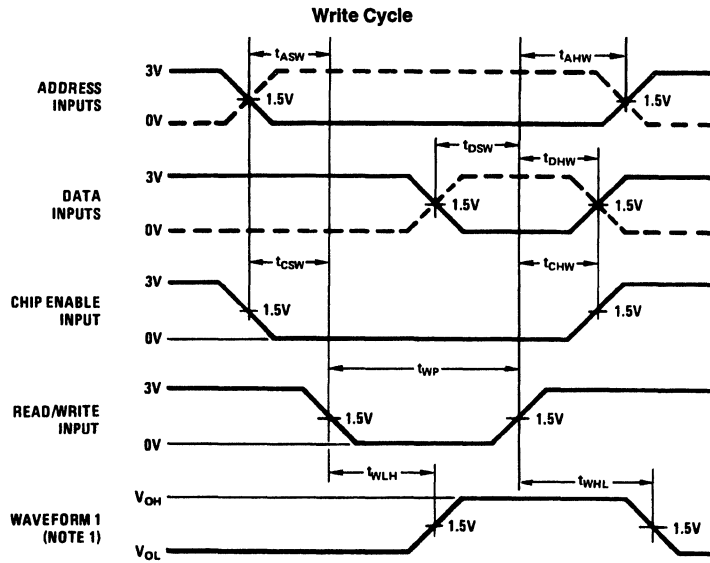 Write Cycle
tASW
tAHW
ADDRESS
INPUTS
3V
0V
1.5V
1.5V
tDSW
tDHW
DATA
INPUTS
3V
0V
1.5V
1.5V
tCSW
tCHW
CHIP ENABLE
INPUT
3V
0V
1.5V
1.5V
tWP
READ/WRITE
INPUT
3V
0V
1.5V
1.5V
tWLH
tWHL
WAVEFORM 1
(NOTE 1)
VOH
VOL
1.5V
1.5V